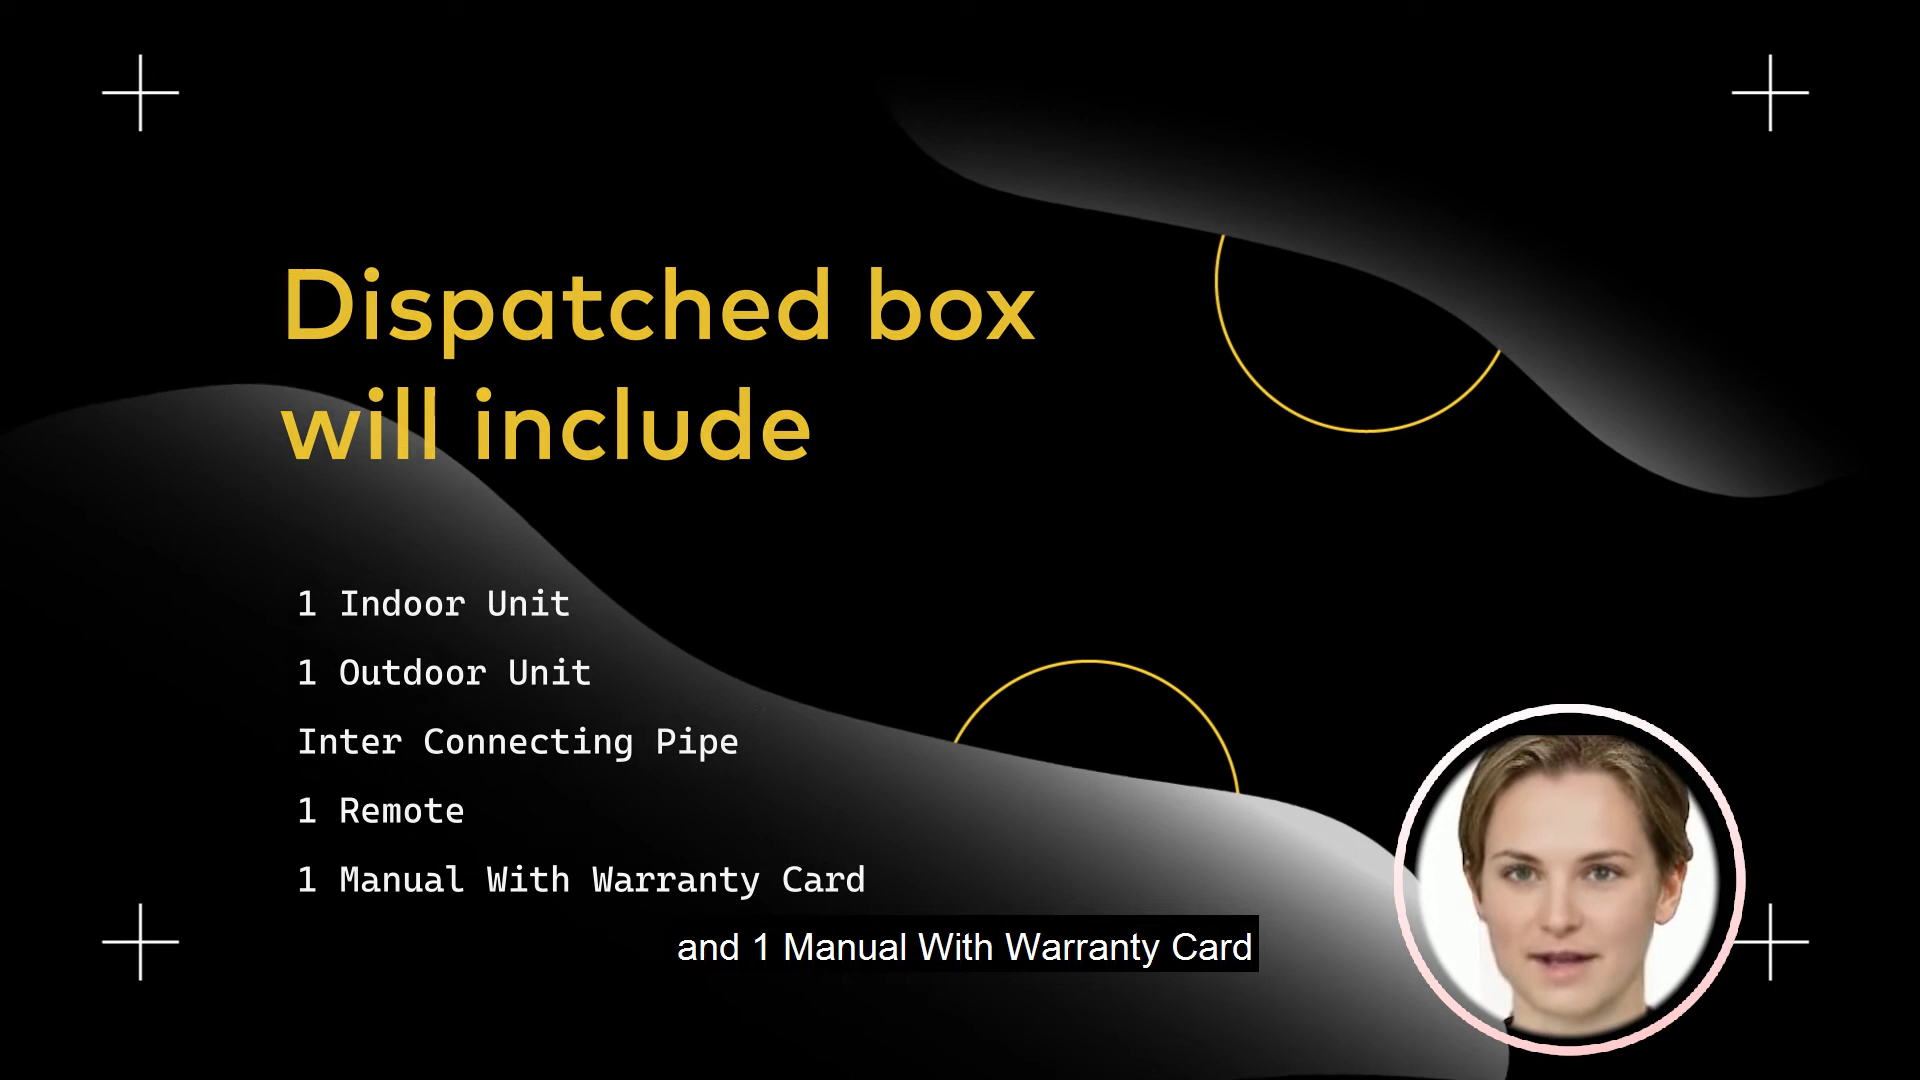 Dispatched box
will include
1 Indoor Unit
1 Outdoor Unit
Inter Connecting Pipe
1 Remote
1 Manual With Warranty Card
and 1 Manual With Warranty Card